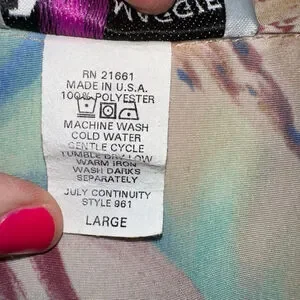 RN 21661
MADE IN U.S.A.
100% POLYESTER
MACHINE WASH
COLD WATER
GENTLE CYCLE
TUMBLE DRY LOW
WARM IRON
WASH DARKS
SEPARATELY
JULY CONTINUITY
STYLE 961
LARGE